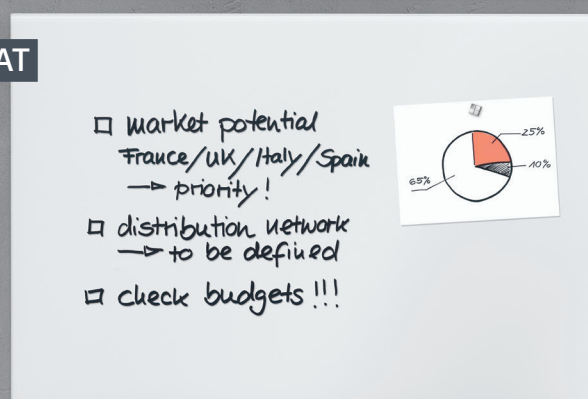 AT
□ market potential
France/UK/Italy/Spain
→ priority!
□ distribution network
→ to be defined
□ check budgets!!!
25%
10%
65%